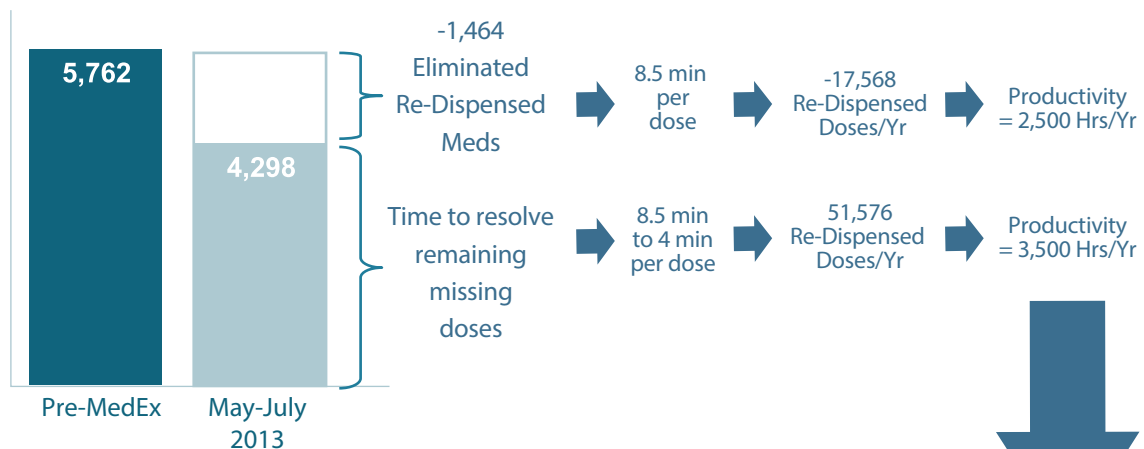 5,762
4,298
Pre-MedEx
May-July
2013
-1,464
Eliminated
Re-Dispensed
Meds
8.5 min
per
dose
-17,568
Re-Dispensed
Doses/Yr
Productivity
= 2,500 Hrs/Yr
Time to resolve
remaining
missing
doses
8.5 min
to 4 min
per dose
51,576
Re-Dispensed
Doses/Yr
Productivity
= 3,500 Hrs/Yr